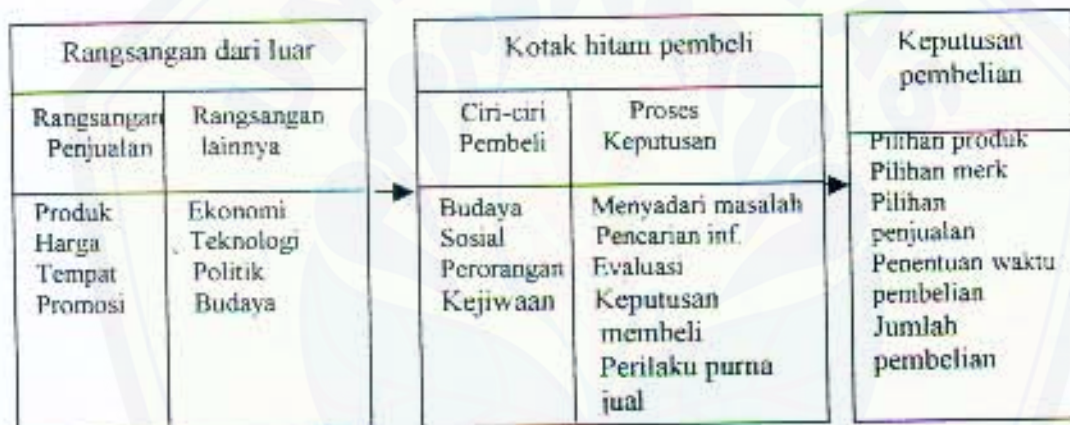 Rangsangan dari luar
Rangsangan
Penjualan
Rangsangan
lainnya
Produk
Harga
Tempat
Promosi
Ekonomi
Teknologi
Politik
Budaya
Kotak hitam pembeli
Ciri-ciri
Pembeli
Proses
Keputusan
Budaya
Sosial
Perorangan
Kejiwaan
Menyadari masalah
Pencarian inf.
Evaluasi
Keputusan
membeli
Perilaku purna
jual
Keputusan
pembelian
Pilihan produk
Pilihan merk
Pilihan
penjualan
Penentuan waktu
pembelian
Jumlah
pembelian